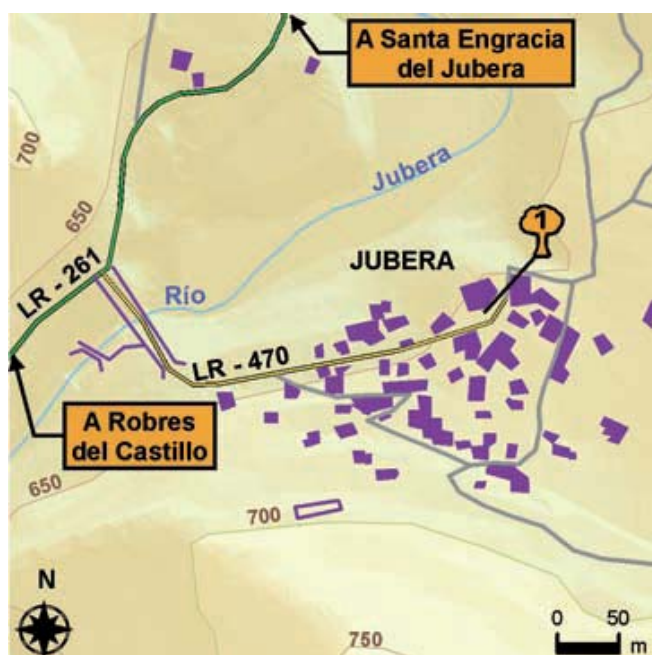 A Santa Engracia
del Jubera
700
Jubera
650
1
JUBERA
LR - 261
Río
LR - 470
A Robres
del Castillo
650
700
N
0 50
m
750